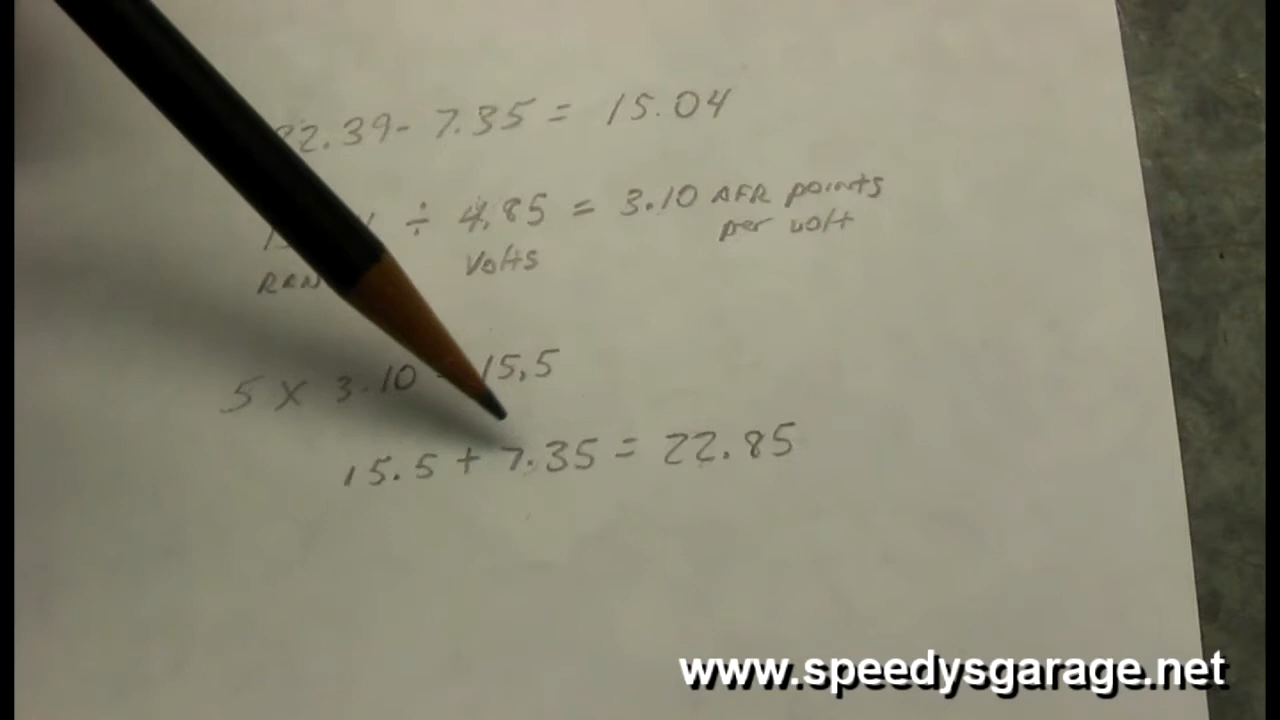 22.39 - 7.35 = 15.04
÷ 4.85 = 3.10 AFR points
per volt
volts
5 x 3.10 15.5
15.5 + 7.35 = 22.85
www.speedysgarage.net